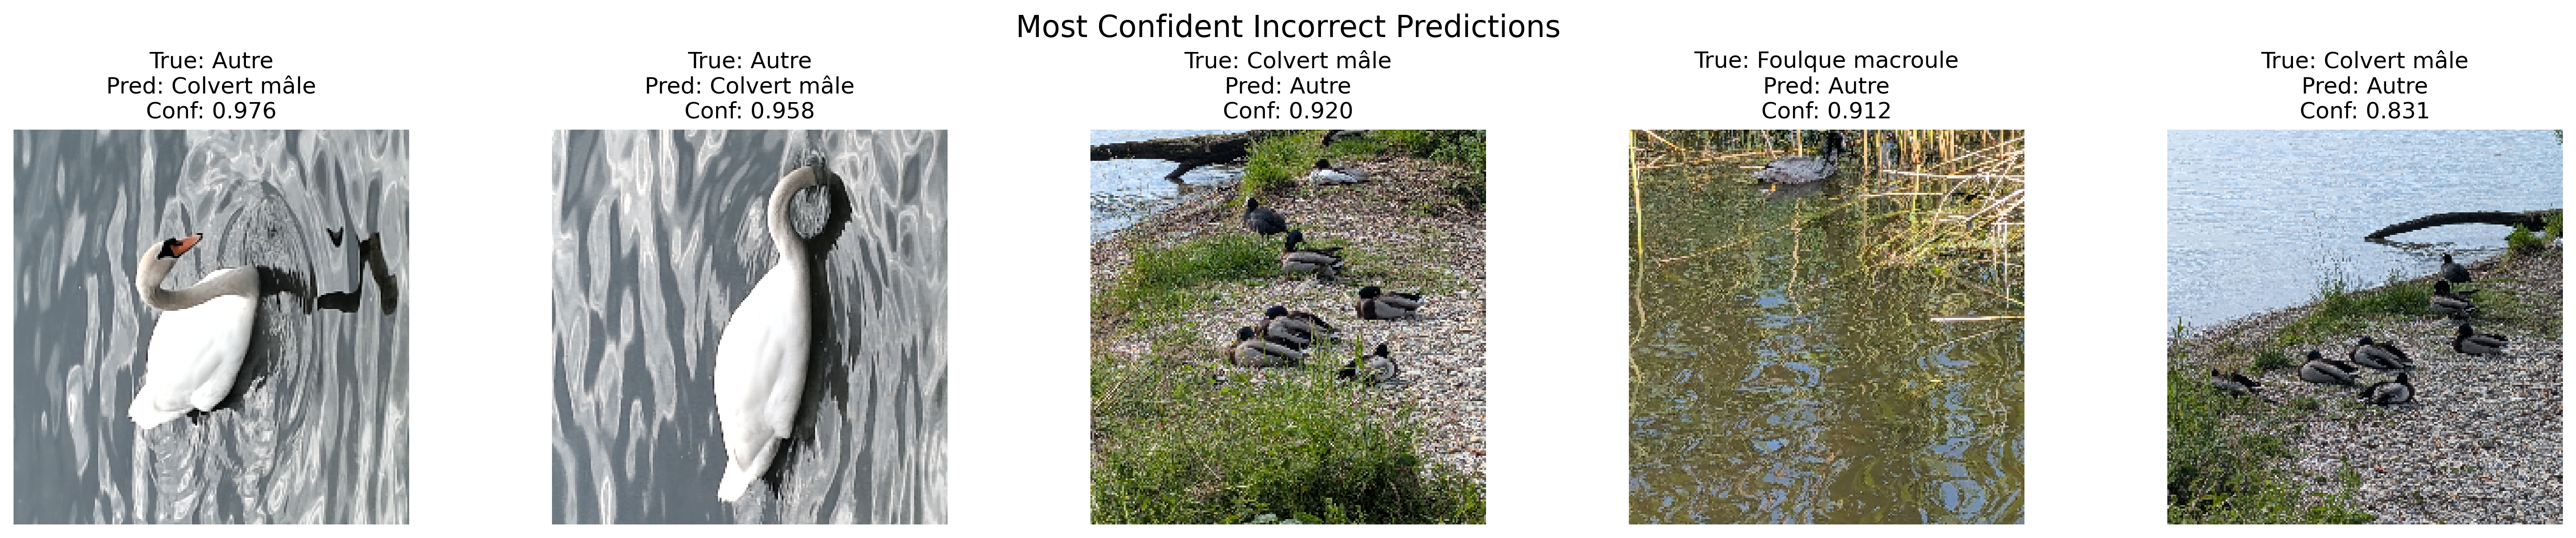 Most Confident Incorrect Predictions
True: Autre
Pred: Colvert mâle
Conf: 0.976
True: Autre
Pred: Colvert mâle
Conf: 0.958
True: Colvert mâle
Pred: Autre
Conf: 0.920
True: Foulque macroule
Pred: Autre
Conf: 0.912
True: Colvert mâle
Pred: Autre
Conf: 0.831